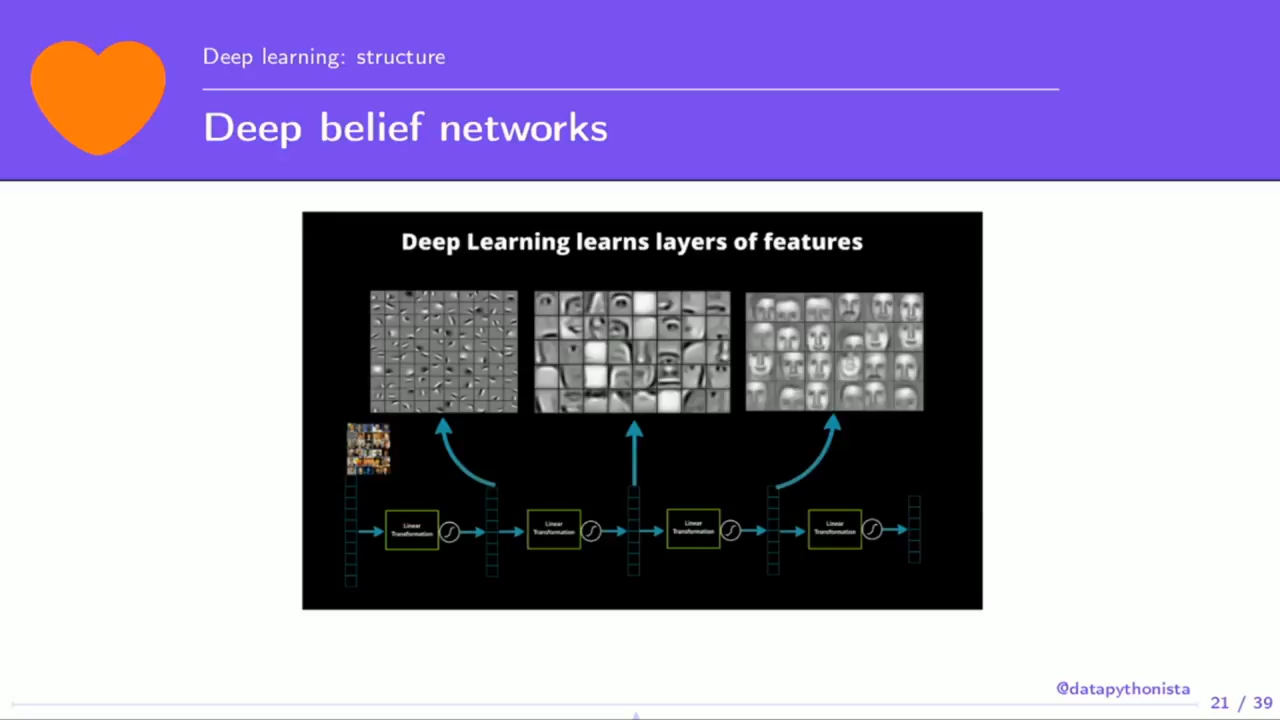 Deep learning: structure
Deep belief networks
Deep Learning learns layers of features
Linear
Transformation
Linear
Transformation
Linear
Transformation
Linear
Transformation
@datapythonista
21 / 39